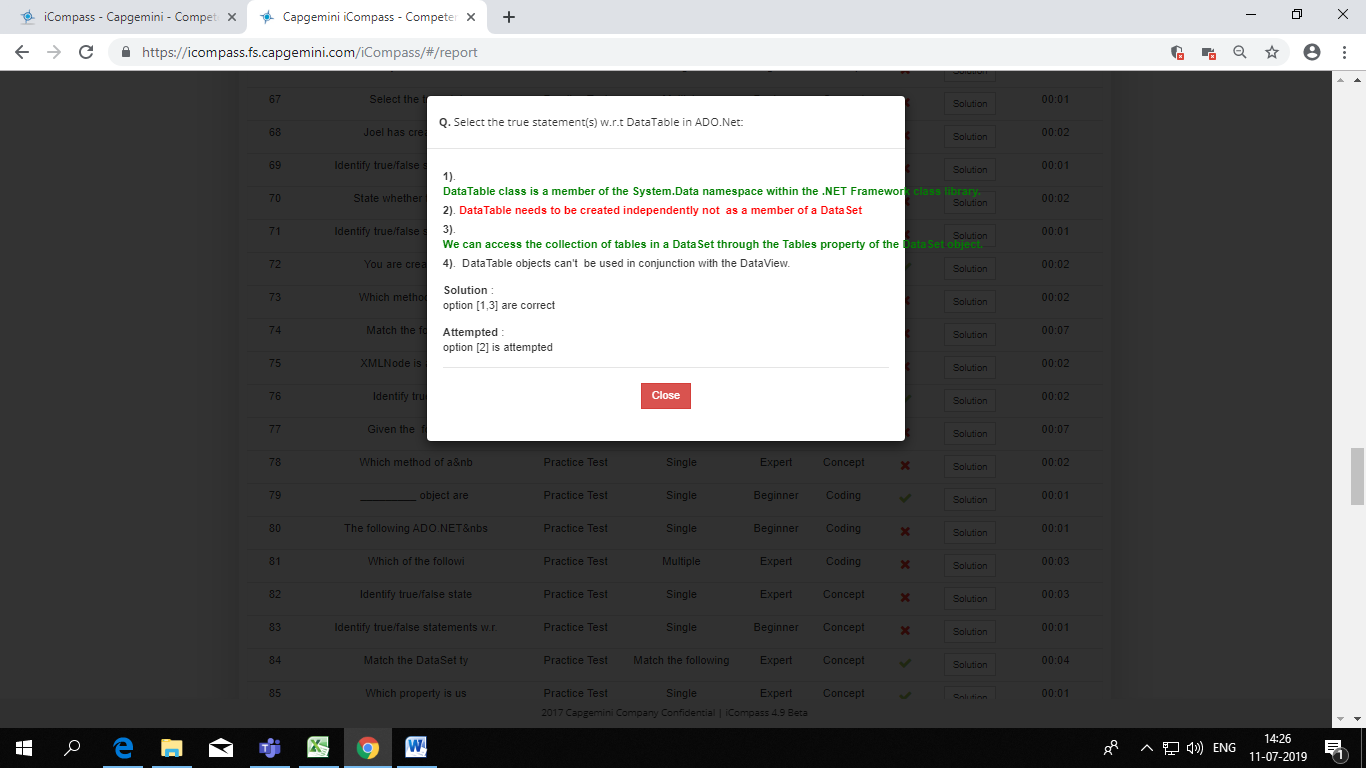 iCompass - Capgemini - Compet
Capgemini iCompass - Competen
https://icompass.fs.capgemini.com/iCompass/#/report
67 Select the t Solution 00:01
68 Joel has crea Solution 00:02
69 Identify true/false s Solution 00:01
70 State whether Solution 00:02
71 Identify true/false s Solution 00:01
72 You are crea Solution 00:02
73 Which metho Solution 00:02
74 Match the fo Solution 00:07
75 XMLNode is a Solution 00:02
76 Identify tru Solution 00:02
77 Given the f Solution 00:07
78 Which method of a&nb Practice Test Single Expert Concept Solution 00:02
79 __________ object are Practice Test Single Beginner Coding Solution 00:01
80 The following ADO.NET&nbs Practice Test Single Beginner Coding Solution 00:01
81 Which of the followi Practice Test Multiple Expert Coding Solution 00:03
82 Identify true/false state Practice Test Single Expert Concept Solution 00:03
83 Identify true/false statements w.r. Practice Test Single Beginner Concept Solution 00:01
84 Match the DataSet ty Practice Test Match the following Expert Concept Solution 00:04
85 Which property is us Practice Test Single Expert Concept Solution 00:01
Q. Select the true statement(s) w.r.t DataTable in ADO.Net:
1).
DataTable class is a member of the System.Data namespace within the .NET Framework class library.
2). DataTable needs to be created independently not as a member of a DataSet
3).
We can access the collection of tables in a DataSet through the Tables property of the DataSet object.
4). DataTable objects can't be used in conjunction with the DataView.
Solution :
option [1,3] are correct
Attempted :
option [2] is attempted
Close
2017 Capgemini Company Confidential | iCompass 4.9 Beta
ENG
14:26
11-07-2019
1